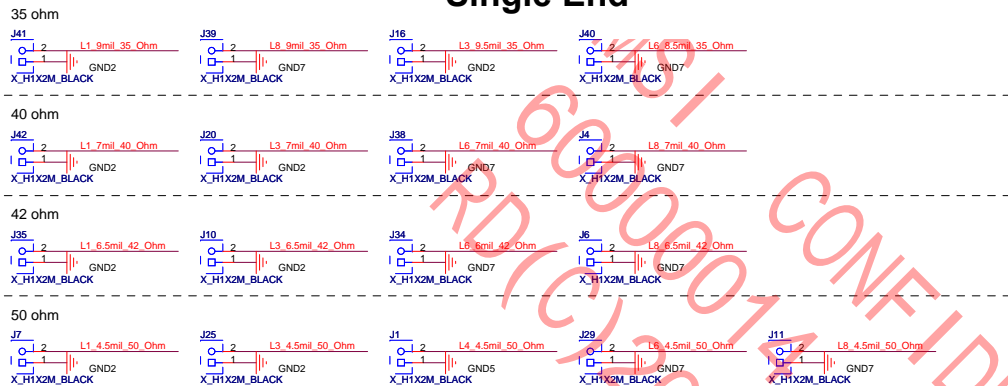 Single End
35 ohm
J41 J39 J16 J40
2 L1_9mil_35_Ohm 2 L8_9mil_35_Ohm 2 L3_9.5mil_35_Ohm 2 L6_8.5mil_35_Ohm
1 GND2 1 GND7 1 GND2 1 GND7
X_H1X2M_BLACK X_H1X2M_BLACK X_H1X2M_BLACK X_H1X2M_BLACK
40 ohm
J42 J20 J38 J4
2 L1_7mil_40_Ohm 2 L3_7mil_40_Ohm 2 L6_7mil_40_Ohm 2 L8_7mil_40_Ohm
1 GND2 1 GND2 1 GND7 1 GND7
X_H1X2M_BLACK X_H1X2M_BLACK X_H1X2M_BLACK X_H1X2M_BLACK
42 ohm
J35 J10 J34 J6
2 L1_6.5mil_42_Ohm 2 L3_6.5mil_42_Ohm 2 L6_6mil_42_Ohm 2 L8_6.5mil_42_Ohm
1 GND2 1 GND2 1 GND7 1 GND7
X_H1X2M_BLACK X_H1X2M_BLACK X_H1X2M_BLACK X_H1X2M_BLACK
50 ohm
J7 J25 J1 J29 J11
2 L1_4.5mil_50_Ohm 2 L3_4.5mil_50_Ohm 2 L4_4.5mil_50_Ohm 2 L6_4.5mil_50_Ohm 2 L8_4.5mil_50_Ohm
1 GND2 1 GND2 1 GND5 1 GND7 1 GND7
X_H1X2M_BLACK X_H1X2M_BLACK X_H1X2M_BLACK X_H1X2M_BLACK X_H1X2M_BLACK
MSI CONFID
60000014
RD(C)2